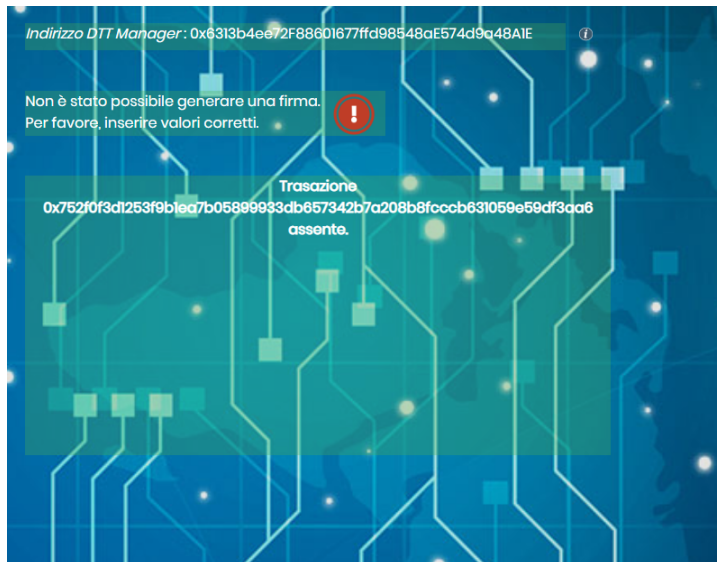 Indirizzo DTT Manager : 0x6313b4ee72F88601677ffd98548aE574d9a48A1E
Non è stato possibile generare una firma.
Per favore, inserire valori corretti.
Trasazione
0x752f0f3d1253f9b1ea7b05899933db657342b7a208b8fcccb631059e59df3aa6
assente.